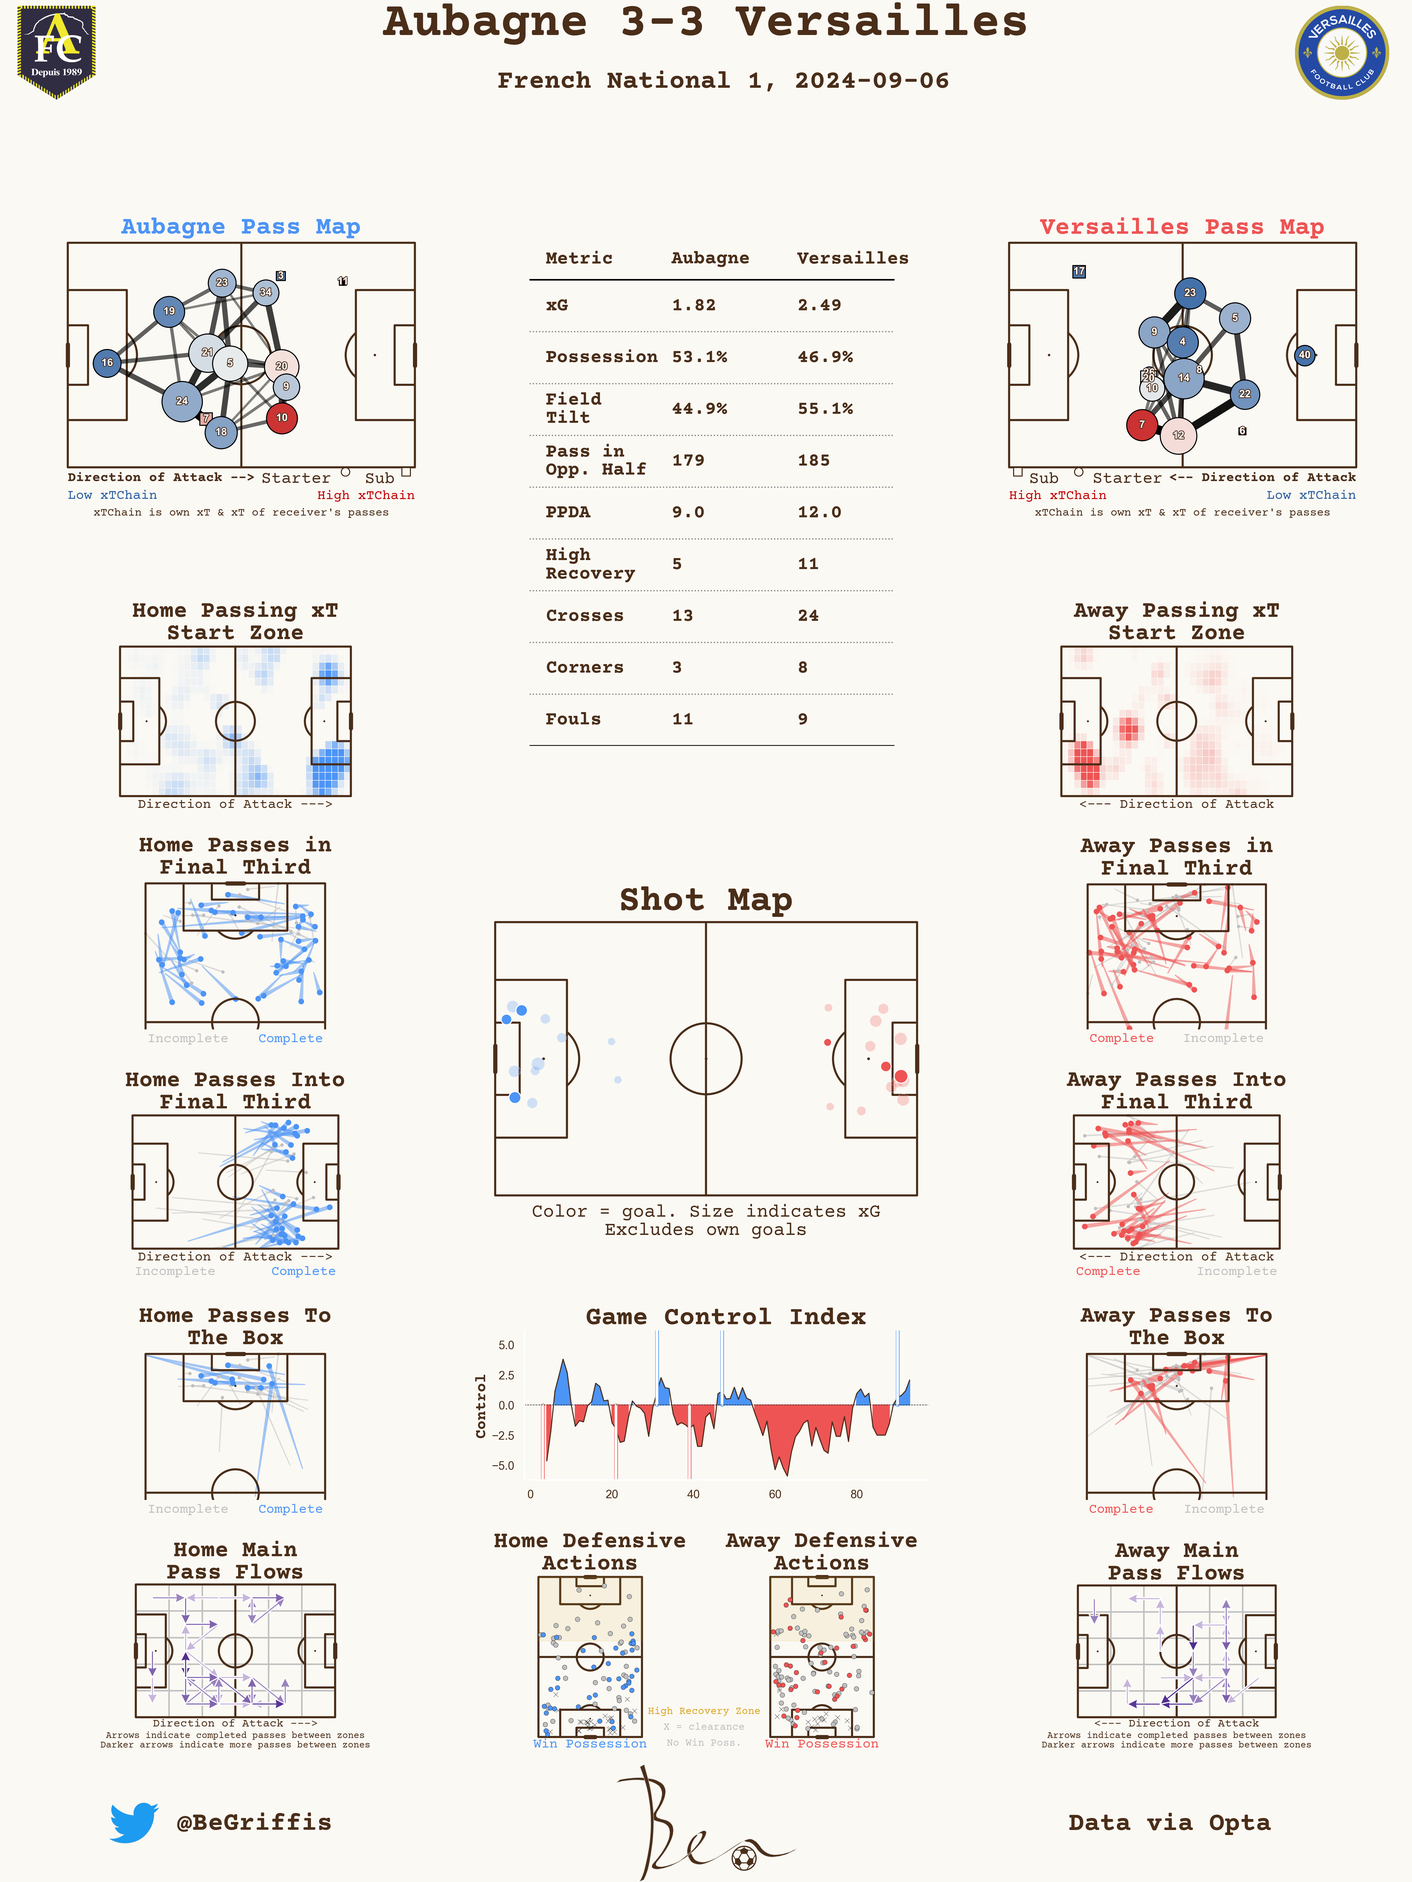 Aubagne 3-3 Versailles
French National 1, 2024-09-06
A
FC
Depuis 1989
VERSAILLES
FOOTBALL CLUB
Aubagne Pass Map
23
3
11
34
19
21
16
5
20
9
24
7
10
18
Direction of Attack --> Starter Sub
Low xTChain High xTChain
xTChain is own xT & xT of receiver's passes
Metric Aubagne Versailles
xG 1.82 2.49
Possession 53.1% 46.9%
Field
Tilt 44.9% 55.1%
Pass in
Opp. Half 179 185
PPDA 9.0 12.0
High
Recovery 5 11
Crosses 13 24
Corners 3 8
Fouls 11 9
Versailles Pass Map
17
23
5
9
4
40
8
14
20
10
22
7
12
6
Sub Starter <-- Direction of Attack
High xTChain Low xTChain
xTChain is own xT & xT of receiver's passes
Home Passing xT
Start Zone
Direction of Attack --->
Away Passing xT
Start Zone
<--- Direction of Attack
Home Passes in
Final Third
Incomplete Complete
Away Passes in
Final Third
Complete Incomplete
Shot Map
Color = goal. Size indicates xG
Excludes own goals
Home Passes Into
Final Third
Direction of Attack --->
Incomplete Complete
Away Passes Into
Final Third
<--- Direction of Attack
Complete Incomplete
Home Passes To
The Box
Incomplete Complete
Game Control Index
Control
5.0
2.5
0.0
−2.5
−5.0
0 20 40 60 80
Away Passes To
The Box
Complete Incomplete
Home Main
Pass Flows
Direction of Attack --->
Arrows indicate completed passes between zones
Darker arrows indicate more passes between zones
Home Defensive
Actions
Win Possession
Away Defensive
Actions
Win Possession
High Recovery Zone
X = clearance
No Win Poss.
Away Main
Pass Flows
<--- Direction of Attack
Arrows indicate completed passes between zones
Darker arrows indicate more passes between zones
@BeGriffis
Ben
Data via Opta